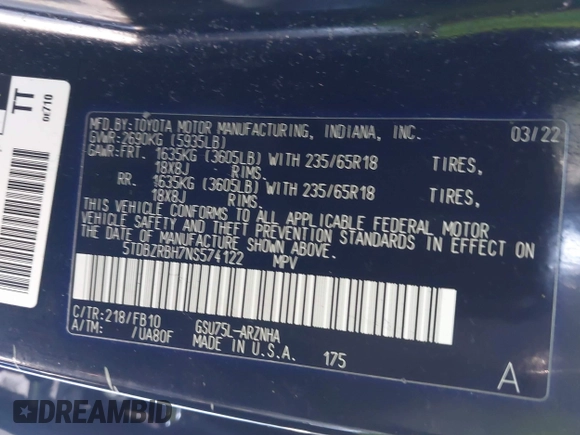 TT
0E710
MFD.BY:TOYOTA MOTOR MANUFACTURING, INDIANA, INC. 03/22
GVWR:2690KG (5935LB)
GAWR:FRT. 1635KG (3605LB) WITH 235/65R18 TIRES,
18X8J RIMS.
RR. 1635KG (3605LB) WITH 235/65R18 TIRES,
18X8J RIMS.
THIS VEHICLE CONFORMS TO ALL APPLICABLE FEDERAL MOTOR
VEHICLE SAFETY AND THEFT PREVENTION STANDARDS IN EFFECT ON
THE DATE OF MANUFACTURE SHOWN ABOVE.
5TDBZRBH7NS574122 MPV
C/TR:218/FB10 GSU75L-ARZNHA
A/TM: /UA80F MADE IN U.S.A. 175
A
DREAMBID